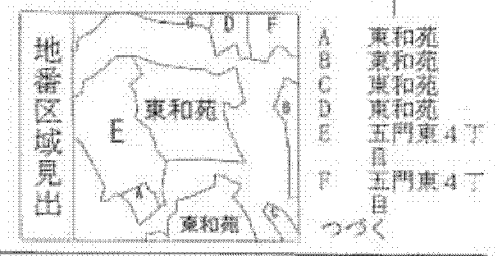 地番区域見出
G D F
東和苑
B
E
A
東和苑
C
A 東和苑
B 東和苑
C 東和苑
D 東和苑
E 五門東4丁
目
F 五門東4丁
目
つづく